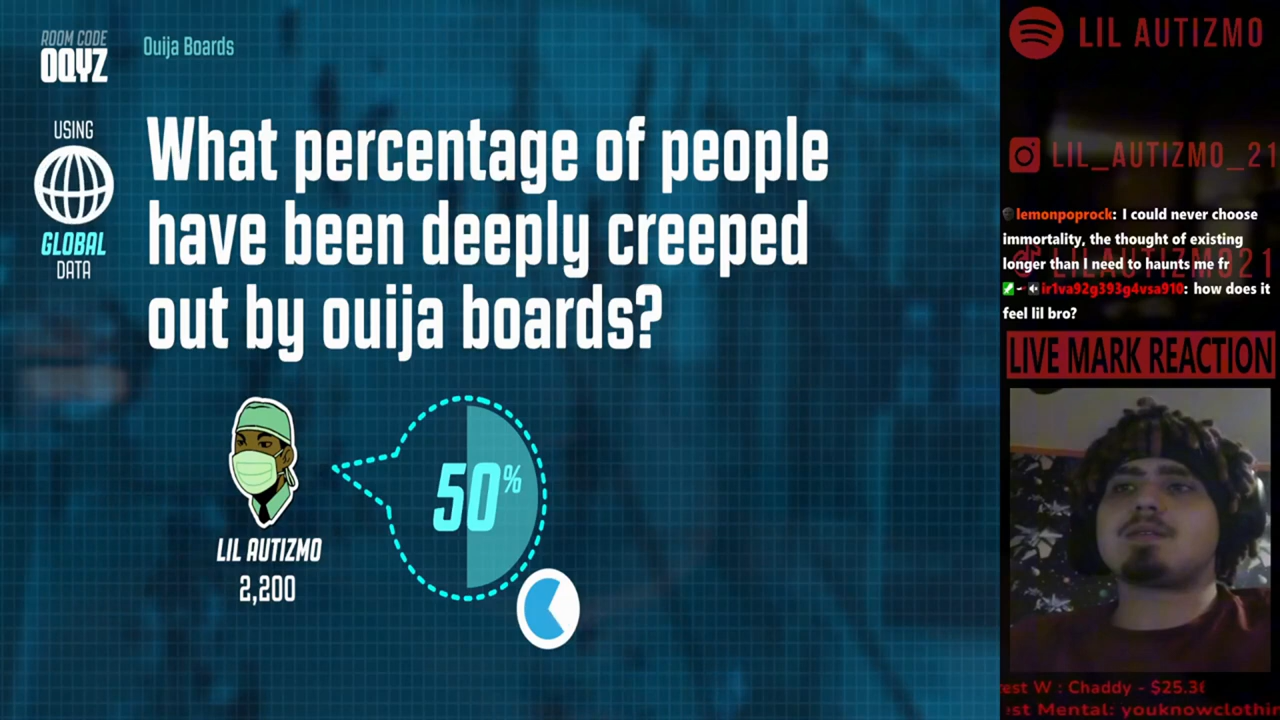 ROOM CODE
OQYZ
Ouija Boards
USING
GLOBAL
DATA
What percentage of people
have been deeply creeped
out by ouija boards?
50%
LIL AUTIZMO
2,200
LIL AUTIZMO
LIL_AUTIZMO_21
lemonpoprock: I could never choose
immortality, the thought of existing
longer than I need to haunts me fr
LILAUTIZMO21
ir1va92g393g4vsa910: how does it
feel lil bro?
LIVE MARK REACTION
est W : Chaddy - $25.36
est Mental: youknowclothin